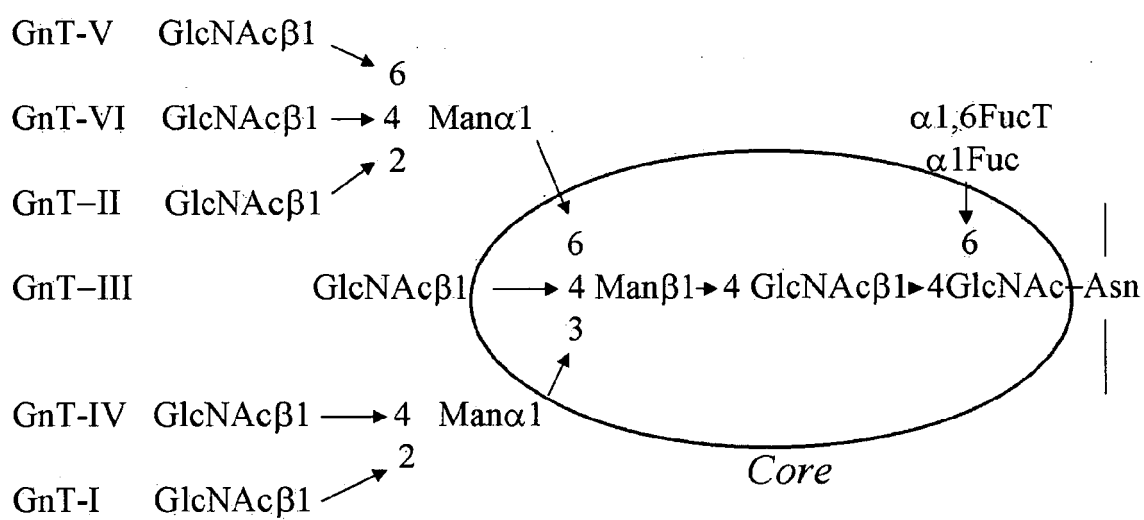 GnT-V GlcNAcβ1
6
GnT-VI GlcNAcβ1 → 4 Manα1
α1,6FucT
2
α1Fuc
GnT–II GlcNAcβ1
6
6
GnT–III GlcNAcβ1 → 4 Manβ1→4 GlcNAcβ1→4GlcNAc–Asn
3
GnT-IV GlcNAcβ1 → 4 Manα1
2
Core
GnT-I GlcNAcβ1